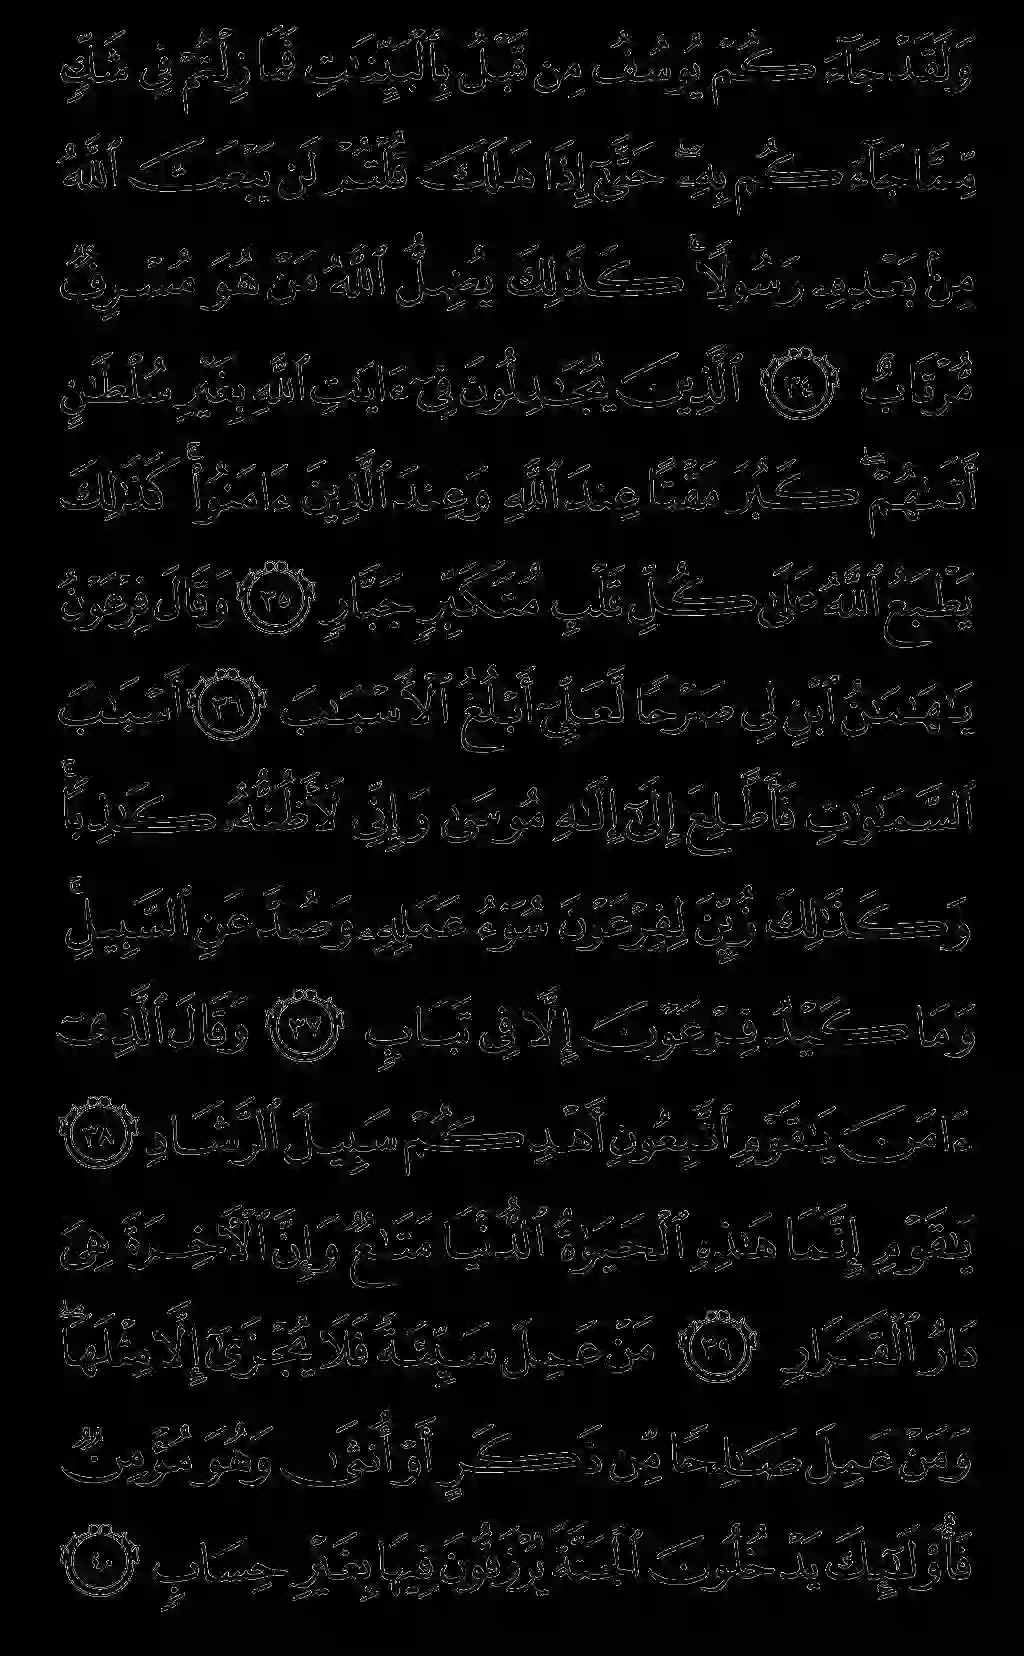 وَلَقَدْ جَآءَكُمْ يُوسُفُ مِن قَبْلُ بِٱلْبَيِّنَٰتِ فَمَا زِلْتُمْ فِى شَكٍّ
مِّمَّا جَآءَكُم بِهِۦ ۖ حَتَّىٰٓ إِذَا هَلَكَ قُلْتُمْ لَن يَبْعَثَ ٱللَّهُ
مِنۢ بَعْدِهِۦ رَسُولًا ۚ كَذَٰلِكَ يُضِلُّ ٱللَّهُ مَنْ هُوَ مُسْرِفٌ
مُّرْتَابٌ ٣٤ ٱلَّذِينَ يُجَٰدِلُونَ فِىٓ ءَايَٰتِ ٱللَّهِ بِغَيْرِ سُلْطَٰنٍ
أَتَىٰهُمْ ۖ كَبُرَ مَقْتًا عِندَ ٱللَّهِ وَعِندَ ٱلَّذِينَ ءَامَنُوا۟ ۚ كَذَٰلِكَ
يَطْبَعُ ٱللَّهُ عَلَىٰ كُلِّ قَلْبِ مُتَكَبِّرٍ جَبَّارٍ ٣٥ وَقَالَ فِرْعَوْنُ
يَٰهَٰمَٰنُ ٱبْنِ لِى صَرْحًا لَّعَلِّىٓ أَبْلُغُ ٱلْأَسْبَٰبَ ٣٦ أَسْبَٰبَ
ٱلسَّمَٰوَٰتِ فَأَطَّلِعَ إِلَىٰٓ إِلَٰهِ مُوسَىٰ وَإِنِّى لَأَظُنُّهُۥ كَٰذِبًا ۚ
وَكَذَٰلِكَ زُيِّنَ لِفِرْعَوْنَ سُوٓءُ عَمَلِهِۦ وَصُدَّ عَنِ ٱلسَّبِيلِ ۚ
وَمَا كَيْدُ فِرْعَوْنَ إِلَّا فِى تَبَابٍ ٣٧ وَقَالَ ٱلَّذِىٓ
ءَامَنَ يَٰقَوْمِ ٱتَّبِعُونِ أَهْدِكُمْ سَبِيلَ ٱلرَّشَادِ ٣٨
يَٰقَوْمِ إِنَّمَا هَٰذِهِ ٱلْحَيَوٰةُ ٱلدُّنْيَا مَتَٰعٌ وَإِنَّ ٱلْءَاخِرَةَ هِىَ
دَارُ ٱلْقَرَارِ ٣٩ مَنْ عَمِلَ سَيِّئَةً فَلَا يُجْزَىٰٓ إِلَّا مِثْلَهَا ۖ
وَمَنْ عَمِلَ صَٰلِحًا مِّن ذَكَرٍ أَوْ أُنثَىٰ وَهُوَ مُؤْمِنٌ
فَأُو۟لَٰٓئِكَ يَدْخُلُونَ ٱلْجَنَّةَ يُرْزَقُونَ فِيهَا بِغَيْرِ حِسَابٍ ٤٠